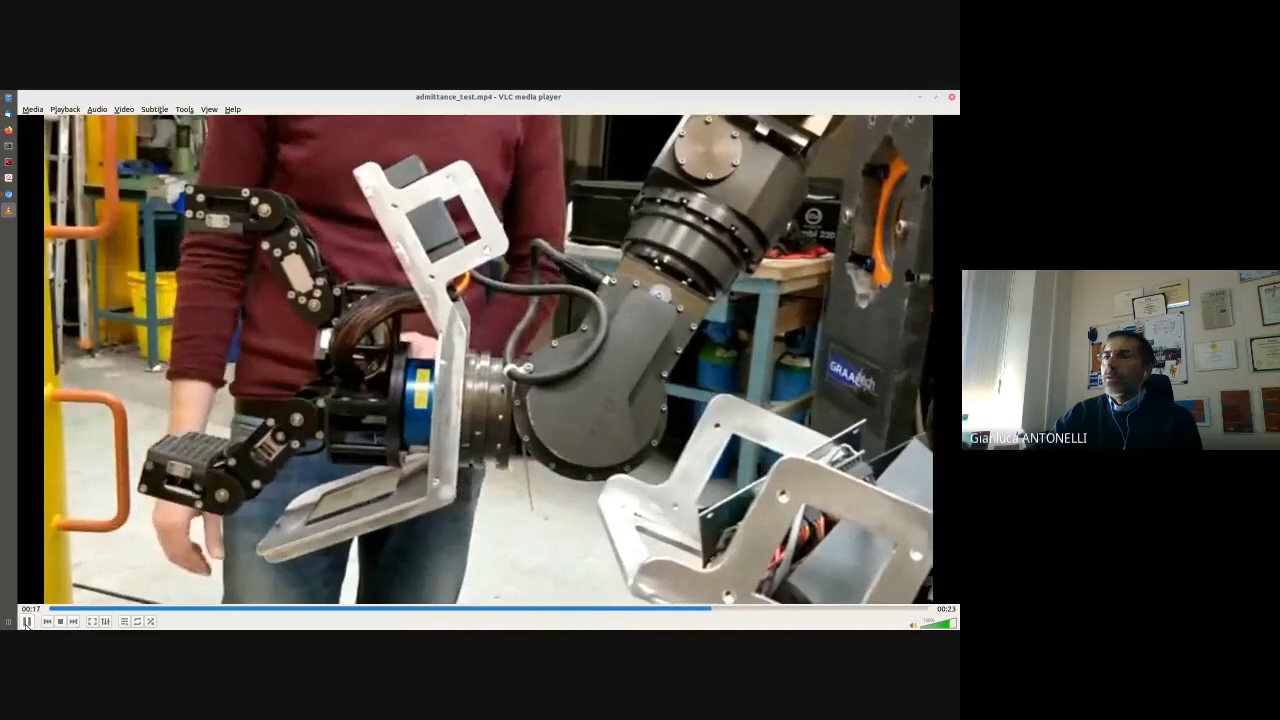 admittance_test.mp4 - VLC media player
Media Playback Audio Video Subtitle Tools View Help
GRAALtech
Gianluca ANTONELLI
00:17
00:23
100%